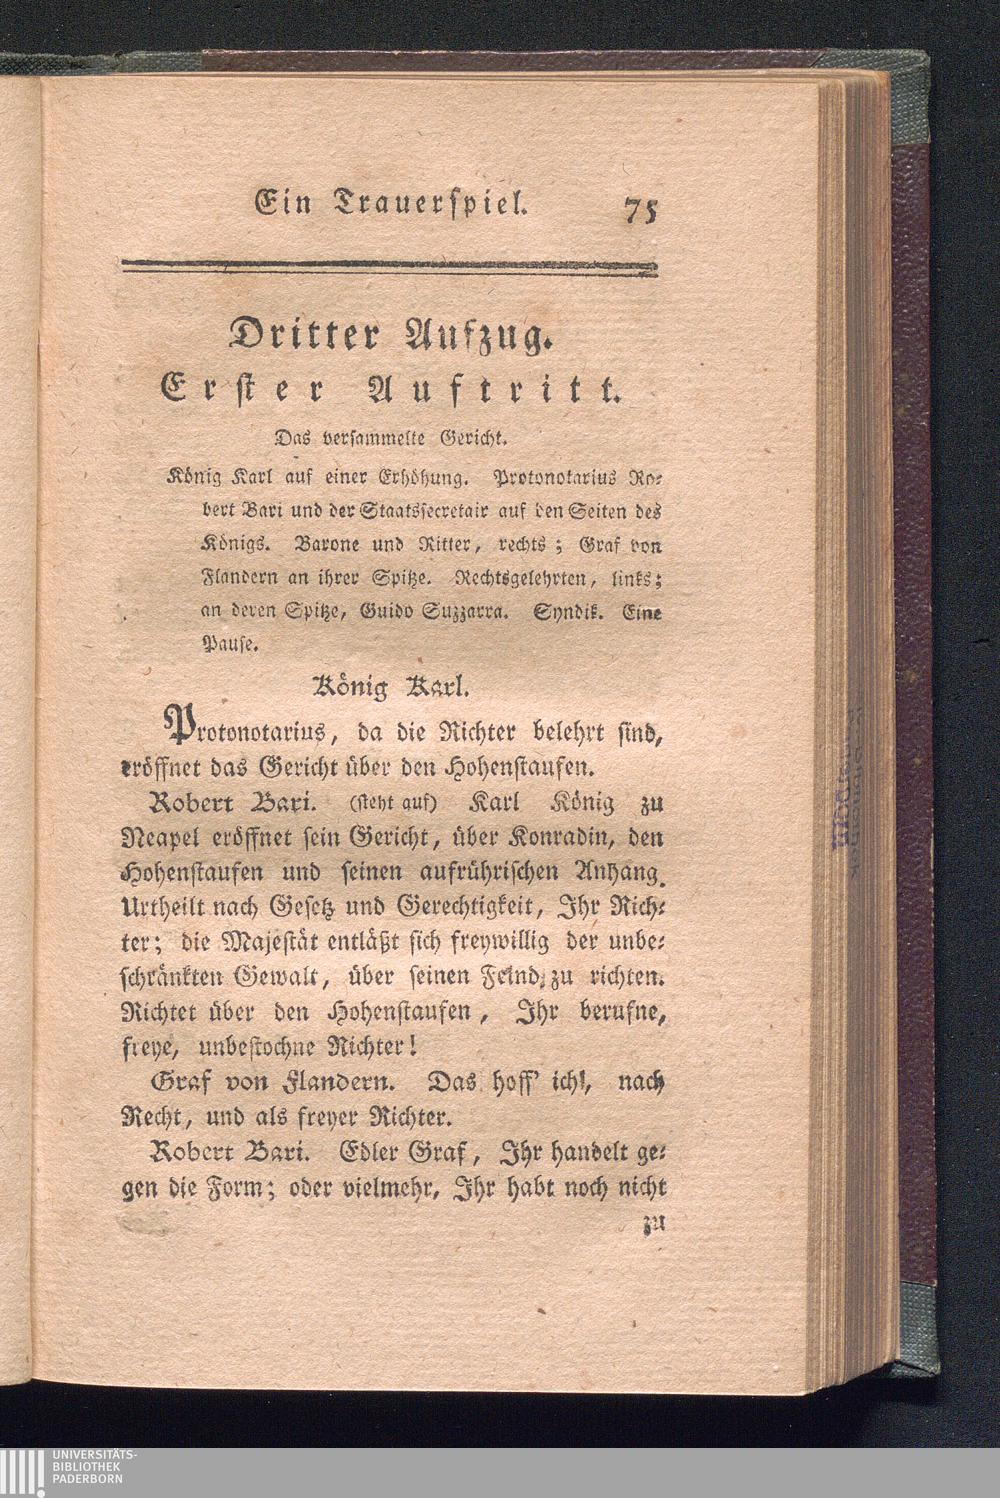 Ein Trauerspiel. 75
Dritter Aufzug.
Erster Auftritt.
Das versammelte Gericht.
König Karl auf einer Erhöhung. Protonotarius Ro⸗
bert Bari und der Staatssecretair auf den Seiten des
Königs. Barone und Ritter, rechts; Graf von
Flandern an ihrer Spitze. Rechtsgelehrten, links;
an deren Spitze, Guido Suzzarra. Syndik. Eine
Pause.
König Karl.
Protonotarius, da die Richter belehrt sind,
eröffnet das Gericht über den Hohenstaufen.
Robert Bari. (steht auf) Karl König zu
Neapel eröffnet sein Gericht, über Konradin, den
Hohenstaufen und seinen aufrührischen Anhang.
Urtheilt nach Gesetz und Gerechtigkeit, Ihr Rich⸗
ter; die Majestät entläßt sich freywillig der unbe⸗
schränkten Gewalt, über seinen Feind zu richten.
Richtet über den Hohenstaufen, Ihr berufne,
freye, unbestochne Richter!
Graf von Flandern. Das hoff' ich!, nach
Recht, und als freyer Richter.
Robert Bari. Edler Graf, Ihr handelt ge⸗
gen die Form; oder vielmehr, Ihr habt noch nicht
zu
UNIVERSITÄTS-
BIBLIOTHEK
PADERBORN